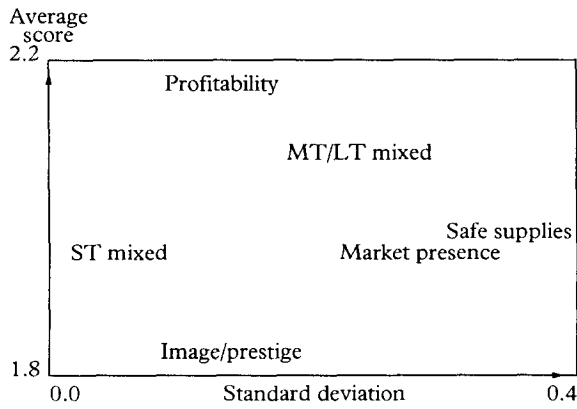 Average
score
2.2
Profitability
MT/LT mixed
Safe supplies
ST mixed
Market presence
Image/prestige
1.8
0.0
Standard deviation
0.4